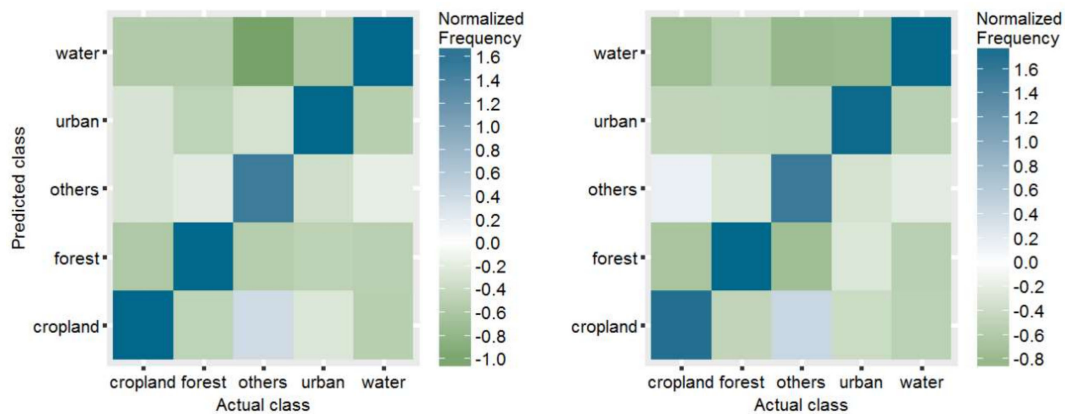 Normalized
Frequency
1.6
1.4
1.2
1.0
0.8
0.6
0.4
0.2
0.0
-0.2
-0.4
-0.6
-0.8
-1.0
Predicted class
water
urban
others
forest
cropland
cropland forest others urban water
Actual class
Normalized
Frequency
1.6
1.4
1.2
1.0
0.8
0.6
0.4
0.2
0.0
-0.2
-0.4
-0.6
-0.8
water
urban
others
forest
cropland
cropland forest others urban water
Actual class